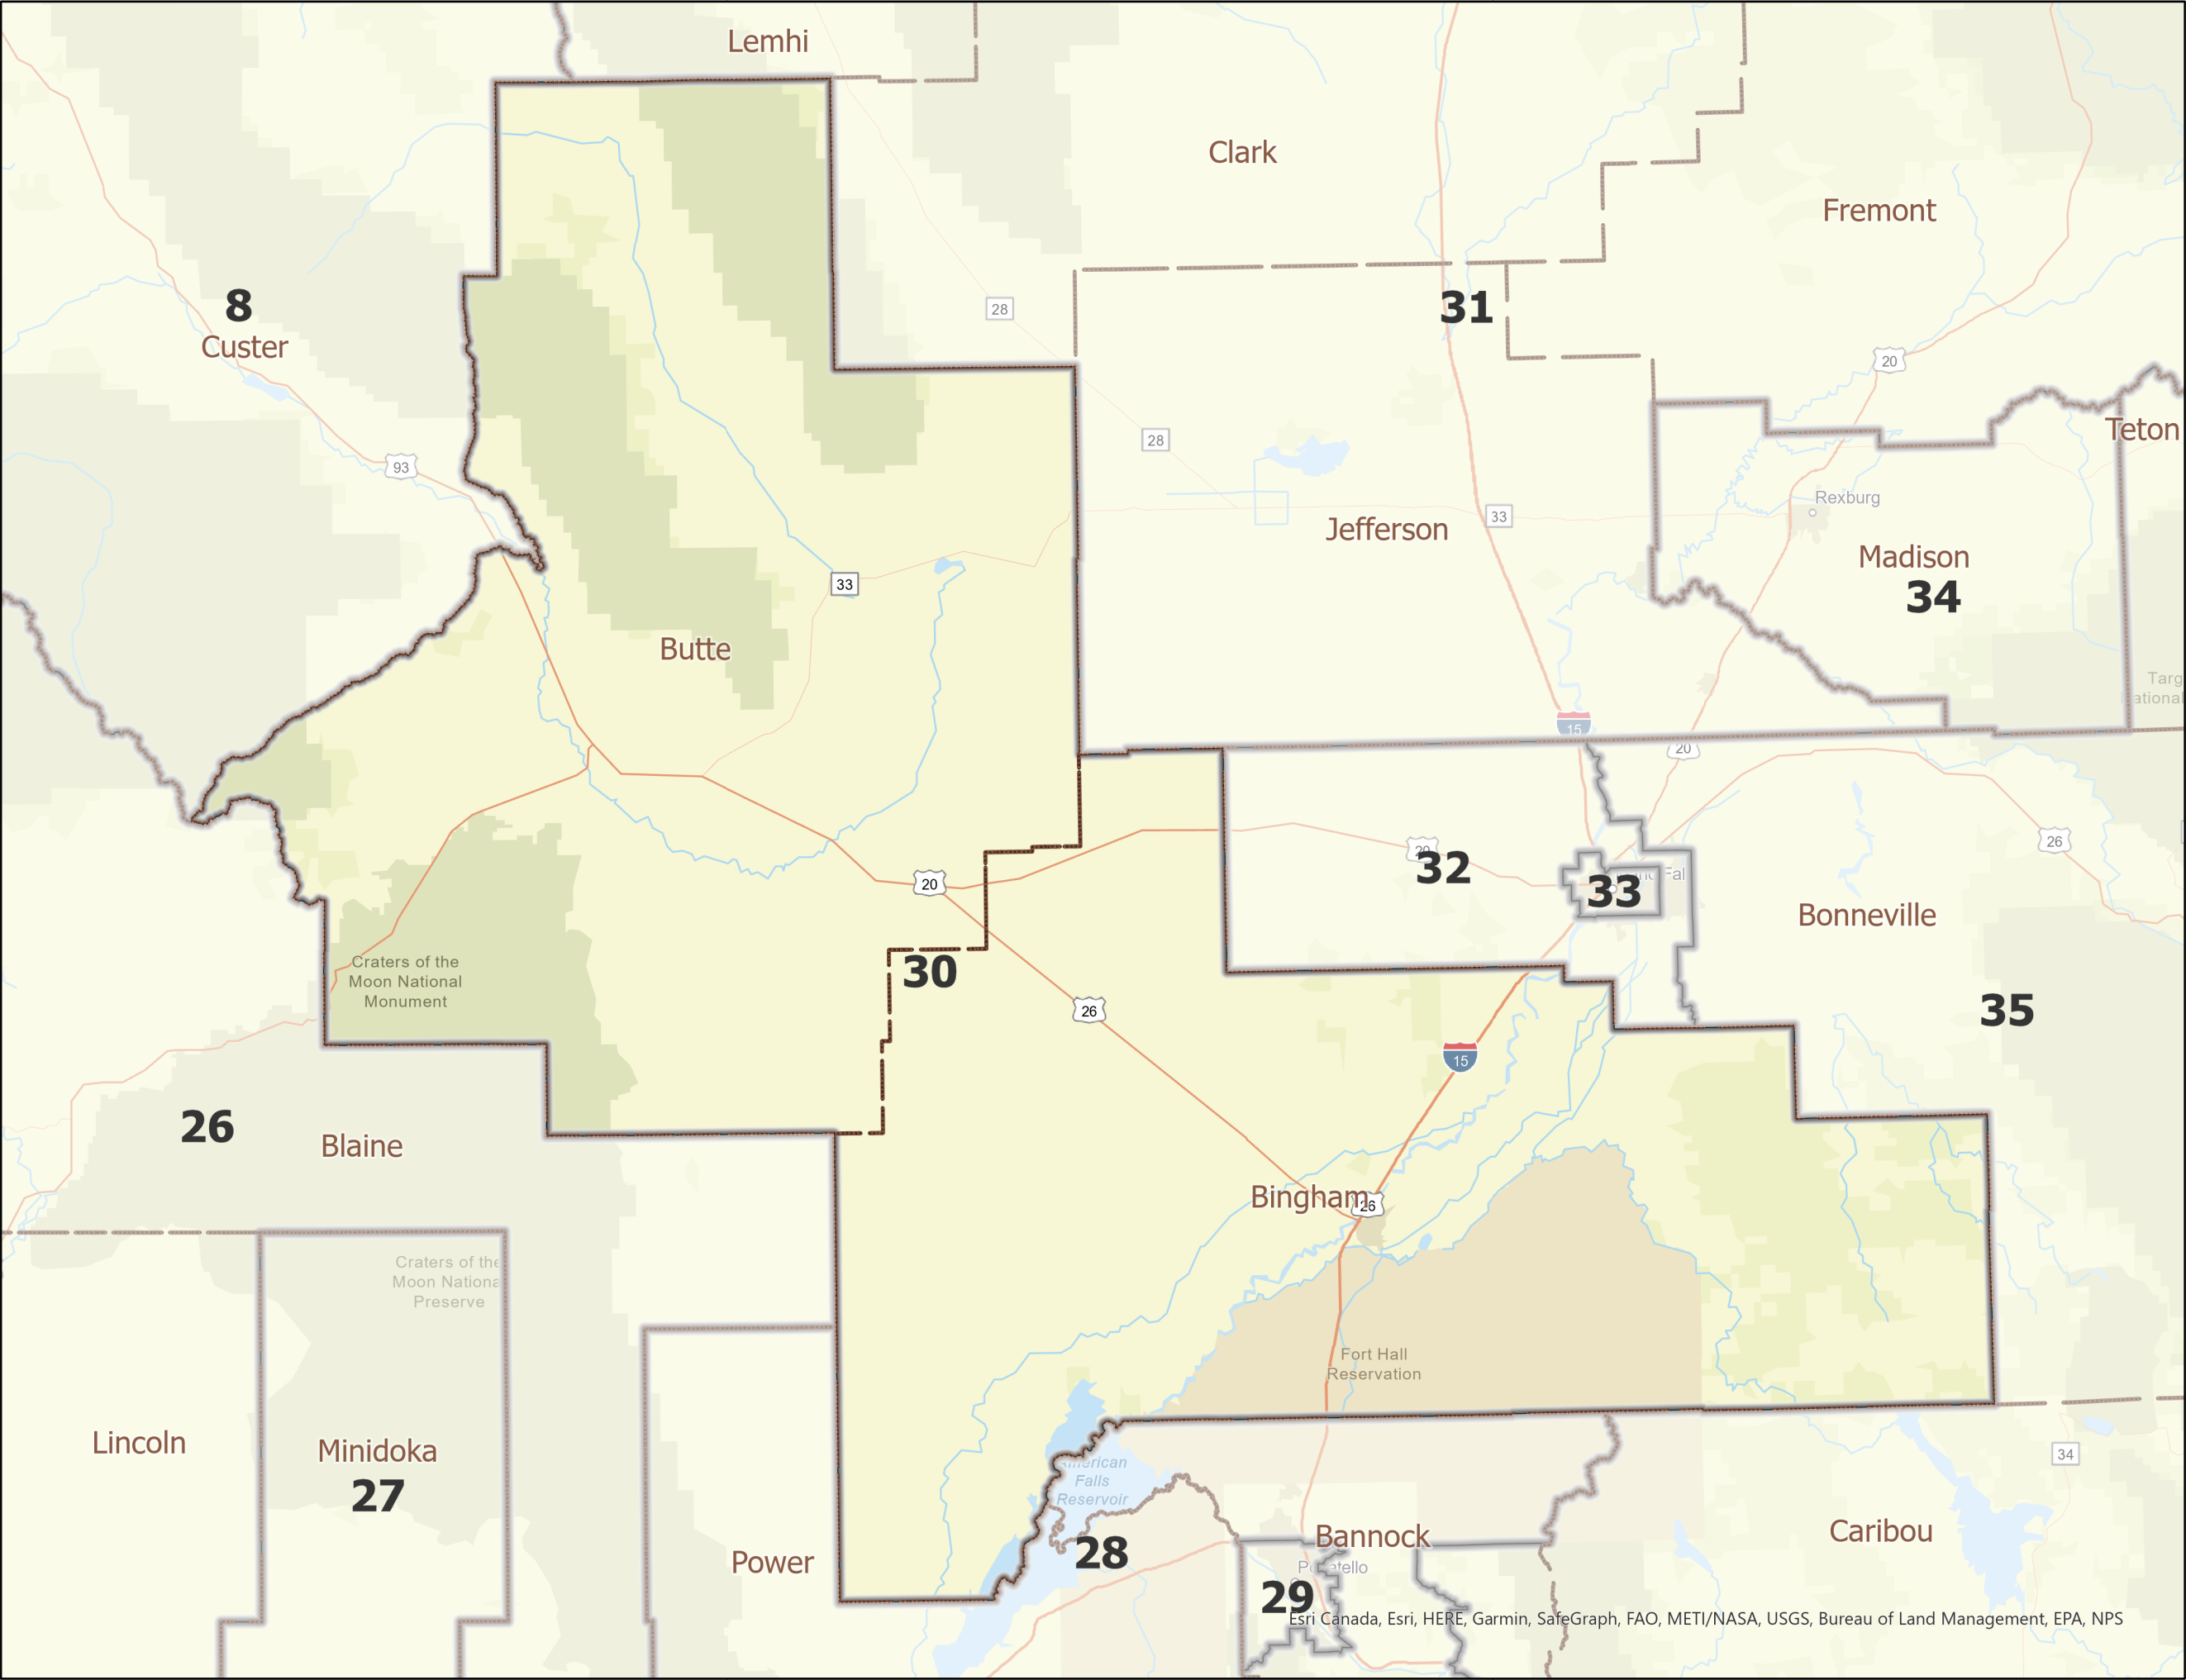 Lemhi
Clark
Fremont
8
Custer
28
31
20
Teton
28
93
Rexburg
33
Jefferson
33
Madison
34
Butte
Targ
ational
15
20
20
32
26
20
33
Fal
Bonneville
Craters of the
Moon National
Monument
30
26
35
15
26
Blaine
Bingham
26
Craters of the
Moon Nationa
Preserve
Fort Hall
Reservation
Lincoln
Minidoka
27
American
Falls
Reservoir
34
Power
28
Bannock
Caribou
29
Esri Canada, Esri, HERE, Garmin, SafeGraph, FAO, METI/NASA, USGS, Bureau of Land Management, EPA, NPS